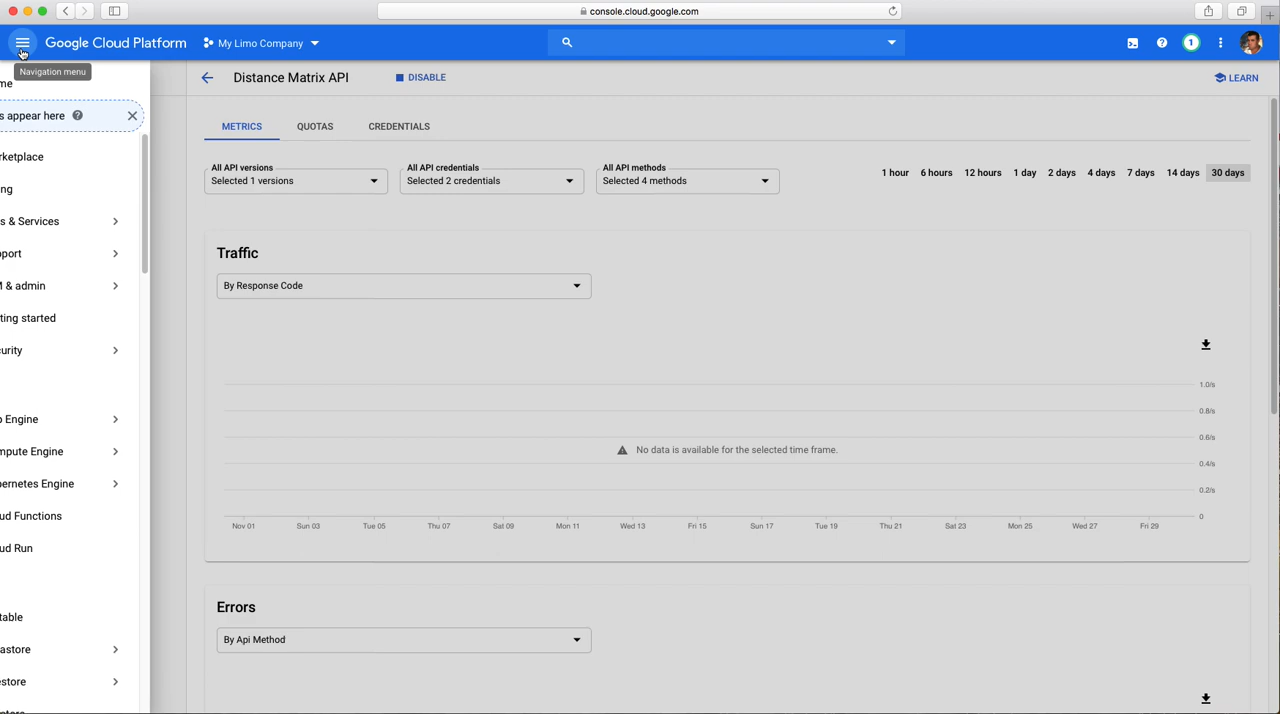 console.cloud.google.com
Google Cloud Platform
My Limo Company
1
Navigation menu
me
s appear here
rketplace
ng
s & Services
port
M & admin
ting started
curity
p Engine
mpute Engine
bernetes Engine
ud Functions
ud Run
table
astore
estore
Distance Matrix API
DISABLE
LEARN
METRICS
QUOTAS
CREDENTIALS
All API versions
Selected 1 versions
All API credentials
Selected 2 credentials
All API methods
Selected 4 methods
1 hour 6 hours 12 hours 1 day 2 days 4 days 7 days 14 days 30 days
Traffic
By Response Code
1.0/s
0.8/s
0.6/s
No data is available for the selected time frame.
0.4/s
0.2/s
0
Nov 01 Sun 03 Tue 05 Thu 07 Sat 09 Mon 11 Wed 13 Fri 15 Sun 17 Tue 19 Thu 21 Sat 23 Mon 25 Wed 27 Fri 29
Errors
By Api Method